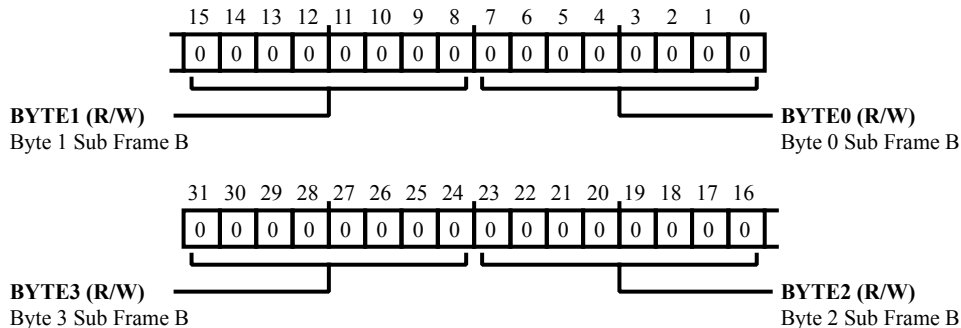 15 14 13 12 11 10 9 8 7 6 5 4 3 2 1 0
0 0 0 0 0 0 0 0 0 0 0 0 0 0 0 0
BYTE1 (R/W) BYTE0 (R/W)
Byte 1 Sub Frame B Byte 0 Sub Frame B
31 30 29 28 27 26 25 24 23 22 21 20 19 18 17 16
0 0 0 0 0 0 0 0 0 0 0 0 0 0 0 0
BYTE3 (R/W) BYTE2 (R/W)
Byte 3 Sub Frame B Byte 2 Sub Frame B